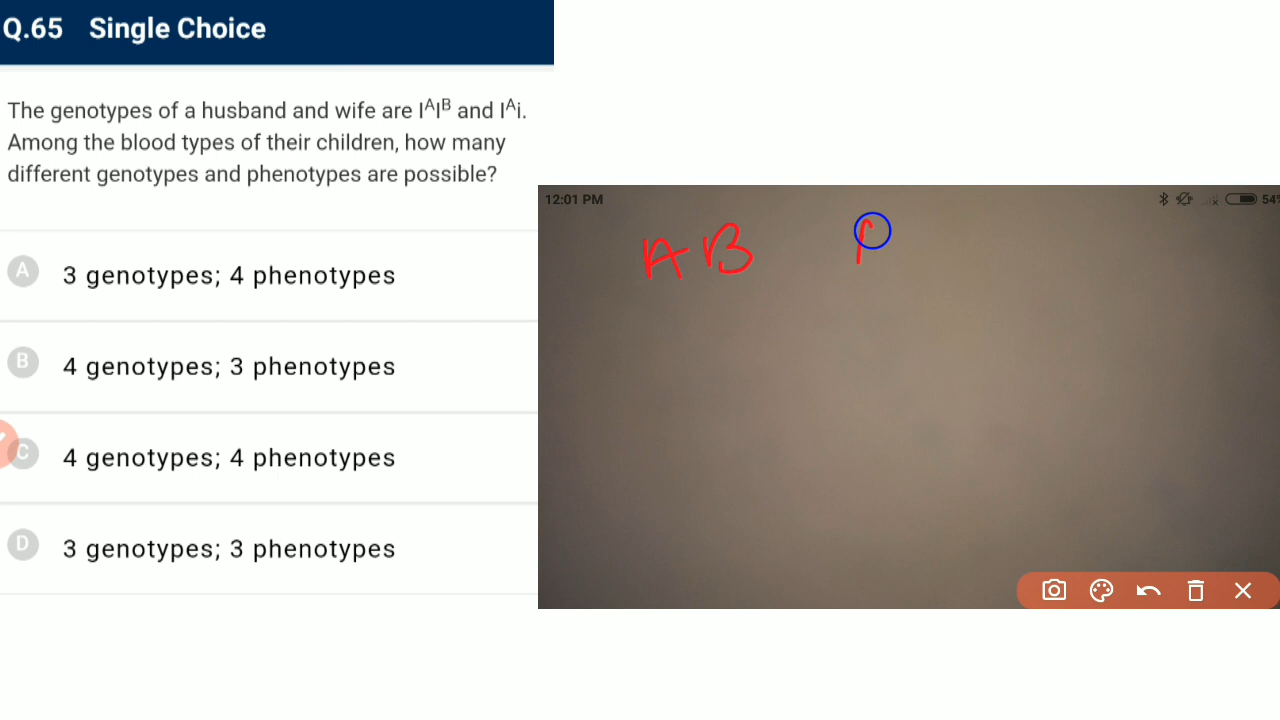 Q.65 Single Choice
The genotypes of a husband and wife are IᴬIᴮ and Iᴬi.
Among the blood types of their children, how many
different genotypes and phenotypes are possible?
A 3 genotypes; 4 phenotypes
B 4 genotypes; 3 phenotypes
C 4 genotypes; 4 phenotypes
D 3 genotypes; 3 phenotypes
12:01 PM
54%
AB